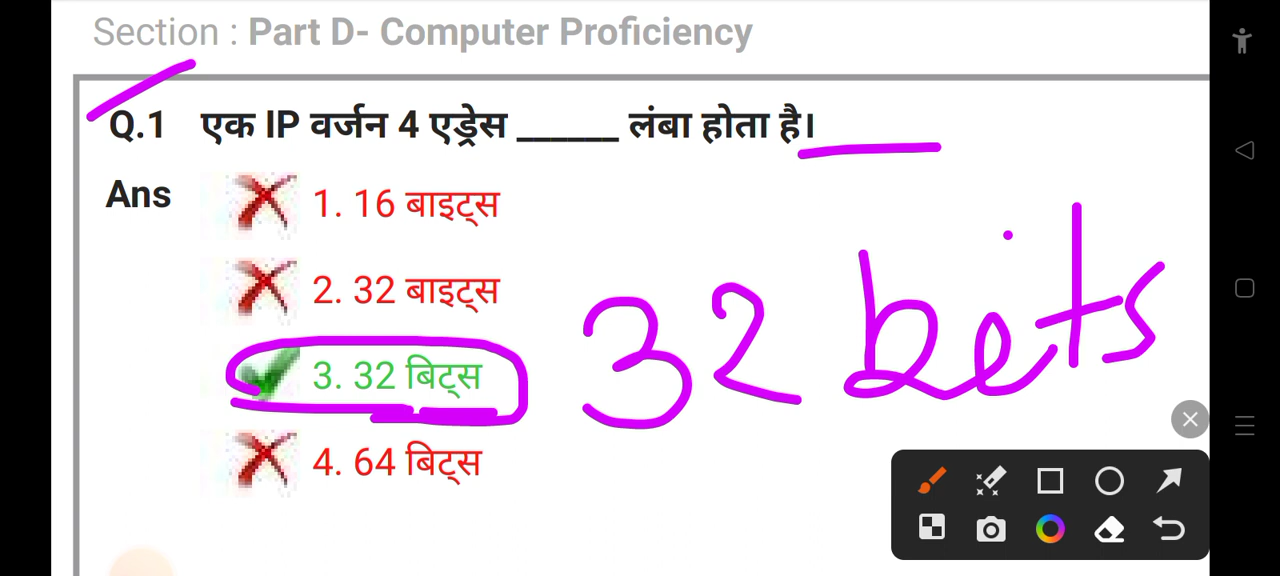 Section : Part D- Computer Proficiency
Q.1 एक IP वर्जन 4 एड्रेस ______ लंबा होता है।
Ans 1. 16 बाइट्स
2. 32 बाइट्स
3. 32 बिट्स
4. 64 बिट्स
32 bits